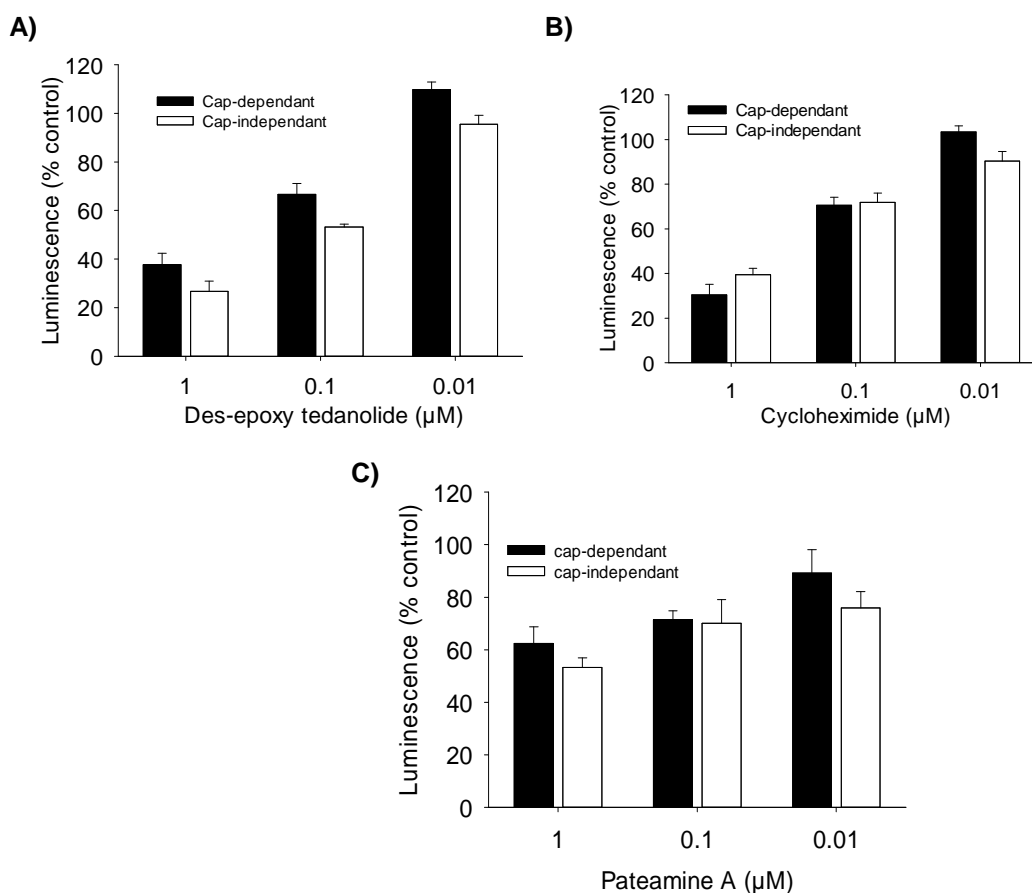 A)
Luminescence (% control)
120
100
80
60
40
20
0
Cap-dependant
Cap-independant
1 0.1 0.01
Des-epoxy tedanolide (µM)
B)
Luminescence (% control)
120
100
80
60
40
20
0
Cap-dependant
Cap-independant
1 0.1 0.01
Cycloheximide (µM)
C)
Luminescence (% control)
120
100
80
60
40
20
0
cap-dependant
cap-independant
1 0.1 0.01
Pateamine A (µM)